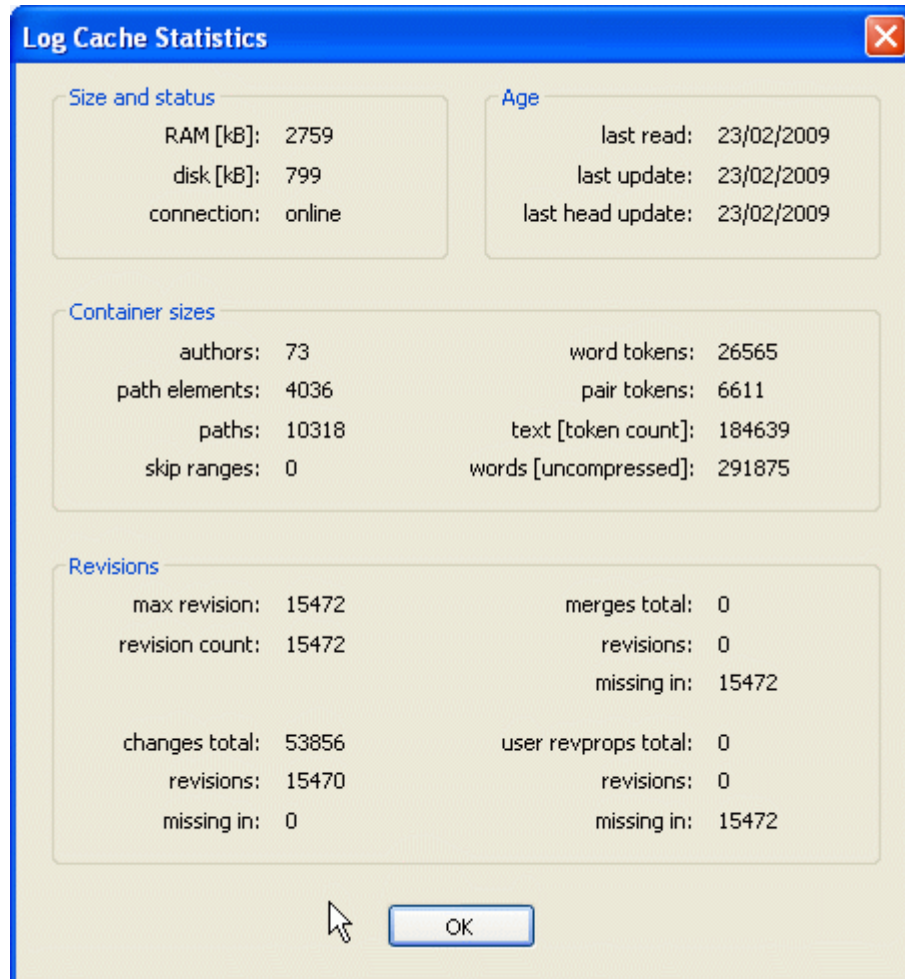 Log Cache Statistics
Size and status
RAM [kB]: 2759
disk [kB]: 799
connection: online
Age
last read: 23/02/2009
last update: 23/02/2009
last head update: 23/02/2009
Container sizes
authors: 73
path elements: 4036
paths: 10318
skip ranges: 0
word tokens: 26565
pair tokens: 6611
text [token count]: 184639
words [uncompressed]: 291875
Revisions
max revision: 15472
revision count: 15472
merges total: 0
revisions: 0
missing in: 15472
changes total: 53856
revisions: 15470
missing in: 0
user revprops total: 0
revisions: 0
missing in: 15472
OK